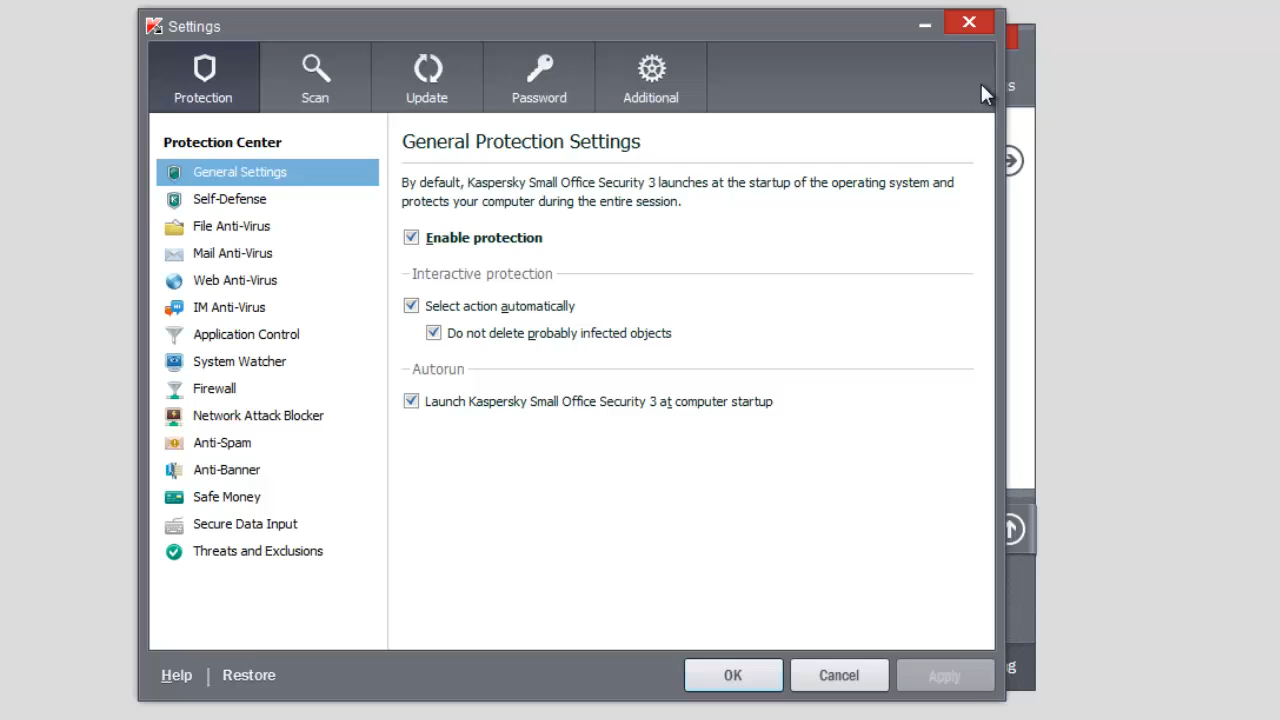 Settings
Protection
Scan
Update
Password
Additional
s
Protection Center
General Settings
Self-Defense
File Anti-Virus
Mail Anti-Virus
Web Anti-Virus
IM Anti-Virus
Application Control
System Watcher
Firewall
Network Attack Blocker
Anti-Spam
Anti-Banner
Safe Money
Secure Data Input
Threats and Exclusions
General Protection Settings
By default, Kaspersky Small Office Security 3 launches at the startup of the operating system and
protects your computer during the entire session.
Enable protection
Interactive protection
Select action automatically
Do not delete probably infected objects
Autorun
Launch Kaspersky Small Office Security 3 at computer startup
Help | Restore
OK
Cancel
Apply
g